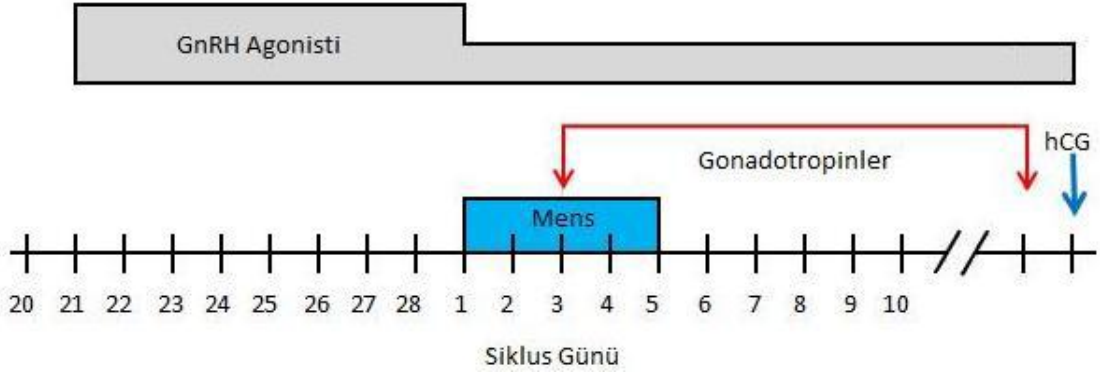 GnRH Agonisti
hCG
Gonadotropinler
Mens
20 21 22 23 24 25 26 27 28 1 2 3 4 5 6 7 8 9 10
Siklus Günü